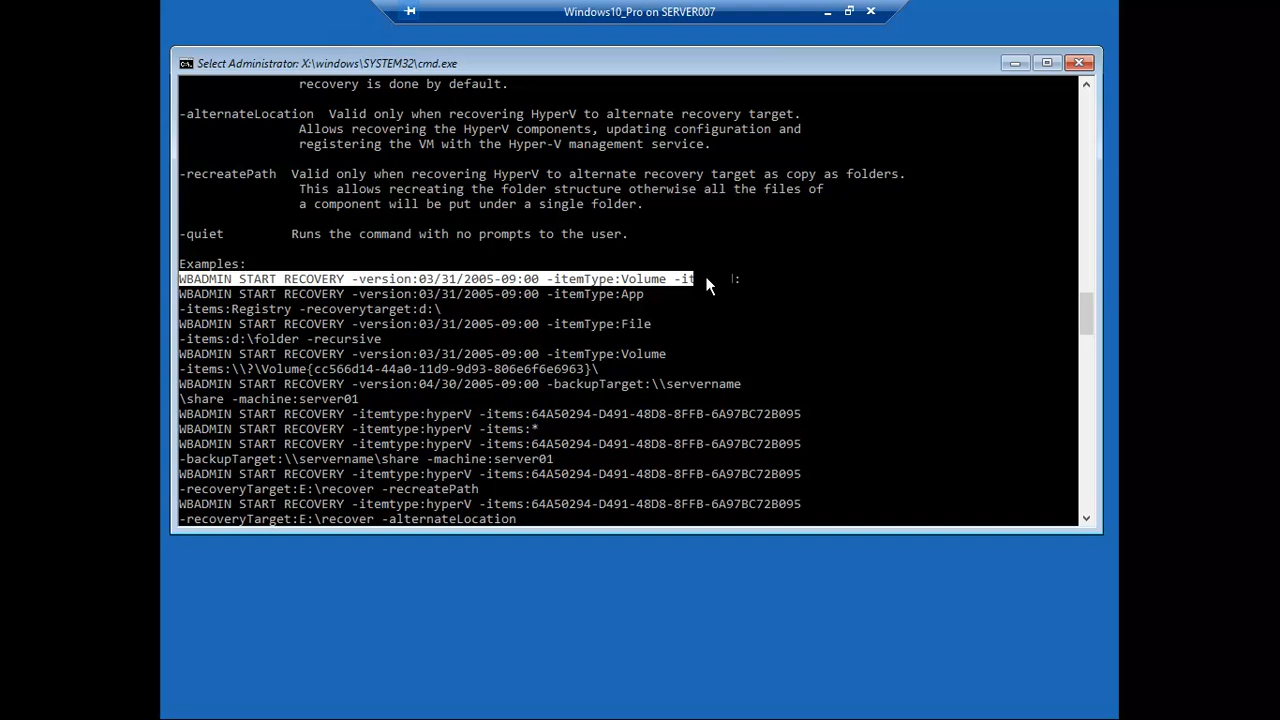 Windows10_Pro on SERVER007
Select Administrator: X:\windows\SYSTEM32\cmd.exe
recovery is done by default.
-alternateLocation Valid only when recovering HyperV to alternate recovery target.
Allows recovering the HyperV components, updating configuration and
registering the VM with the Hyper-V management service.
-recreatePath Valid only when recovering HyperV to alternate recovery target as copy as folders.
This allows recreating the folder structure otherwise all the files of
a component will be put under a single folder.
-quiet Runs the command with no prompts to the user.
Examples:
WBADMIN START RECOVERY -version:03/31/2005-09:00 -itemType:Volume -it :
WBADMIN START RECOVERY -version:03/31/2005-09:00 -itemType:App
-items:Registry -recoverytarget:d:\
WBADMIN START RECOVERY -version:03/31/2005-09:00 -itemType:File
-items:d:\folder -recursive
WBADMIN START RECOVERY -version:03/31/2005-09:00 -itemType:Volume
-items:\\?\Volume{cc566d14-44a0-11d9-9d93-806e6f6e6963}\
WBADMIN START RECOVERY -version:04/30/2005-09:00 -backupTarget:\\servername
\share -machine:server01
WBADMIN START RECOVERY -itemtype:hyperV -items:64A50294-D491-48D8-8FFB-6A97BC72B095
WBADMIN START RECOVERY -itemtype:hyperV -items:*
WBADMIN START RECOVERY -itemtype:hyperV -items:64A50294-D491-48D8-8FFB-6A97BC72B095
-backupTarget:\\servername\share -machine:server01
WBADMIN START RECOVERY -itemtype:hyperV -items:64A50294-D491-48D8-8FFB-6A97BC72B095
-recoveryTarget:E:\recover -recreatePath
WBADMIN START RECOVERY -itemtype:hyperV -items:64A50294-D491-48D8-8FFB-6A97BC72B095
-recoveryTarget:E:\recover -alternateLocation